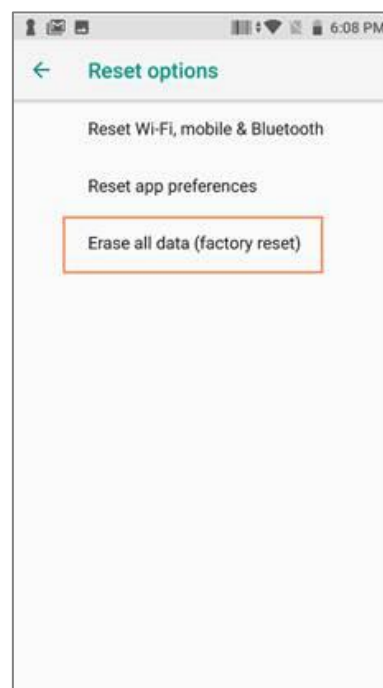 6:08 PM
Reset options
Reset Wi-Fi, mobile & Bluetooth
Reset app preferences
Erase all data (factory reset)